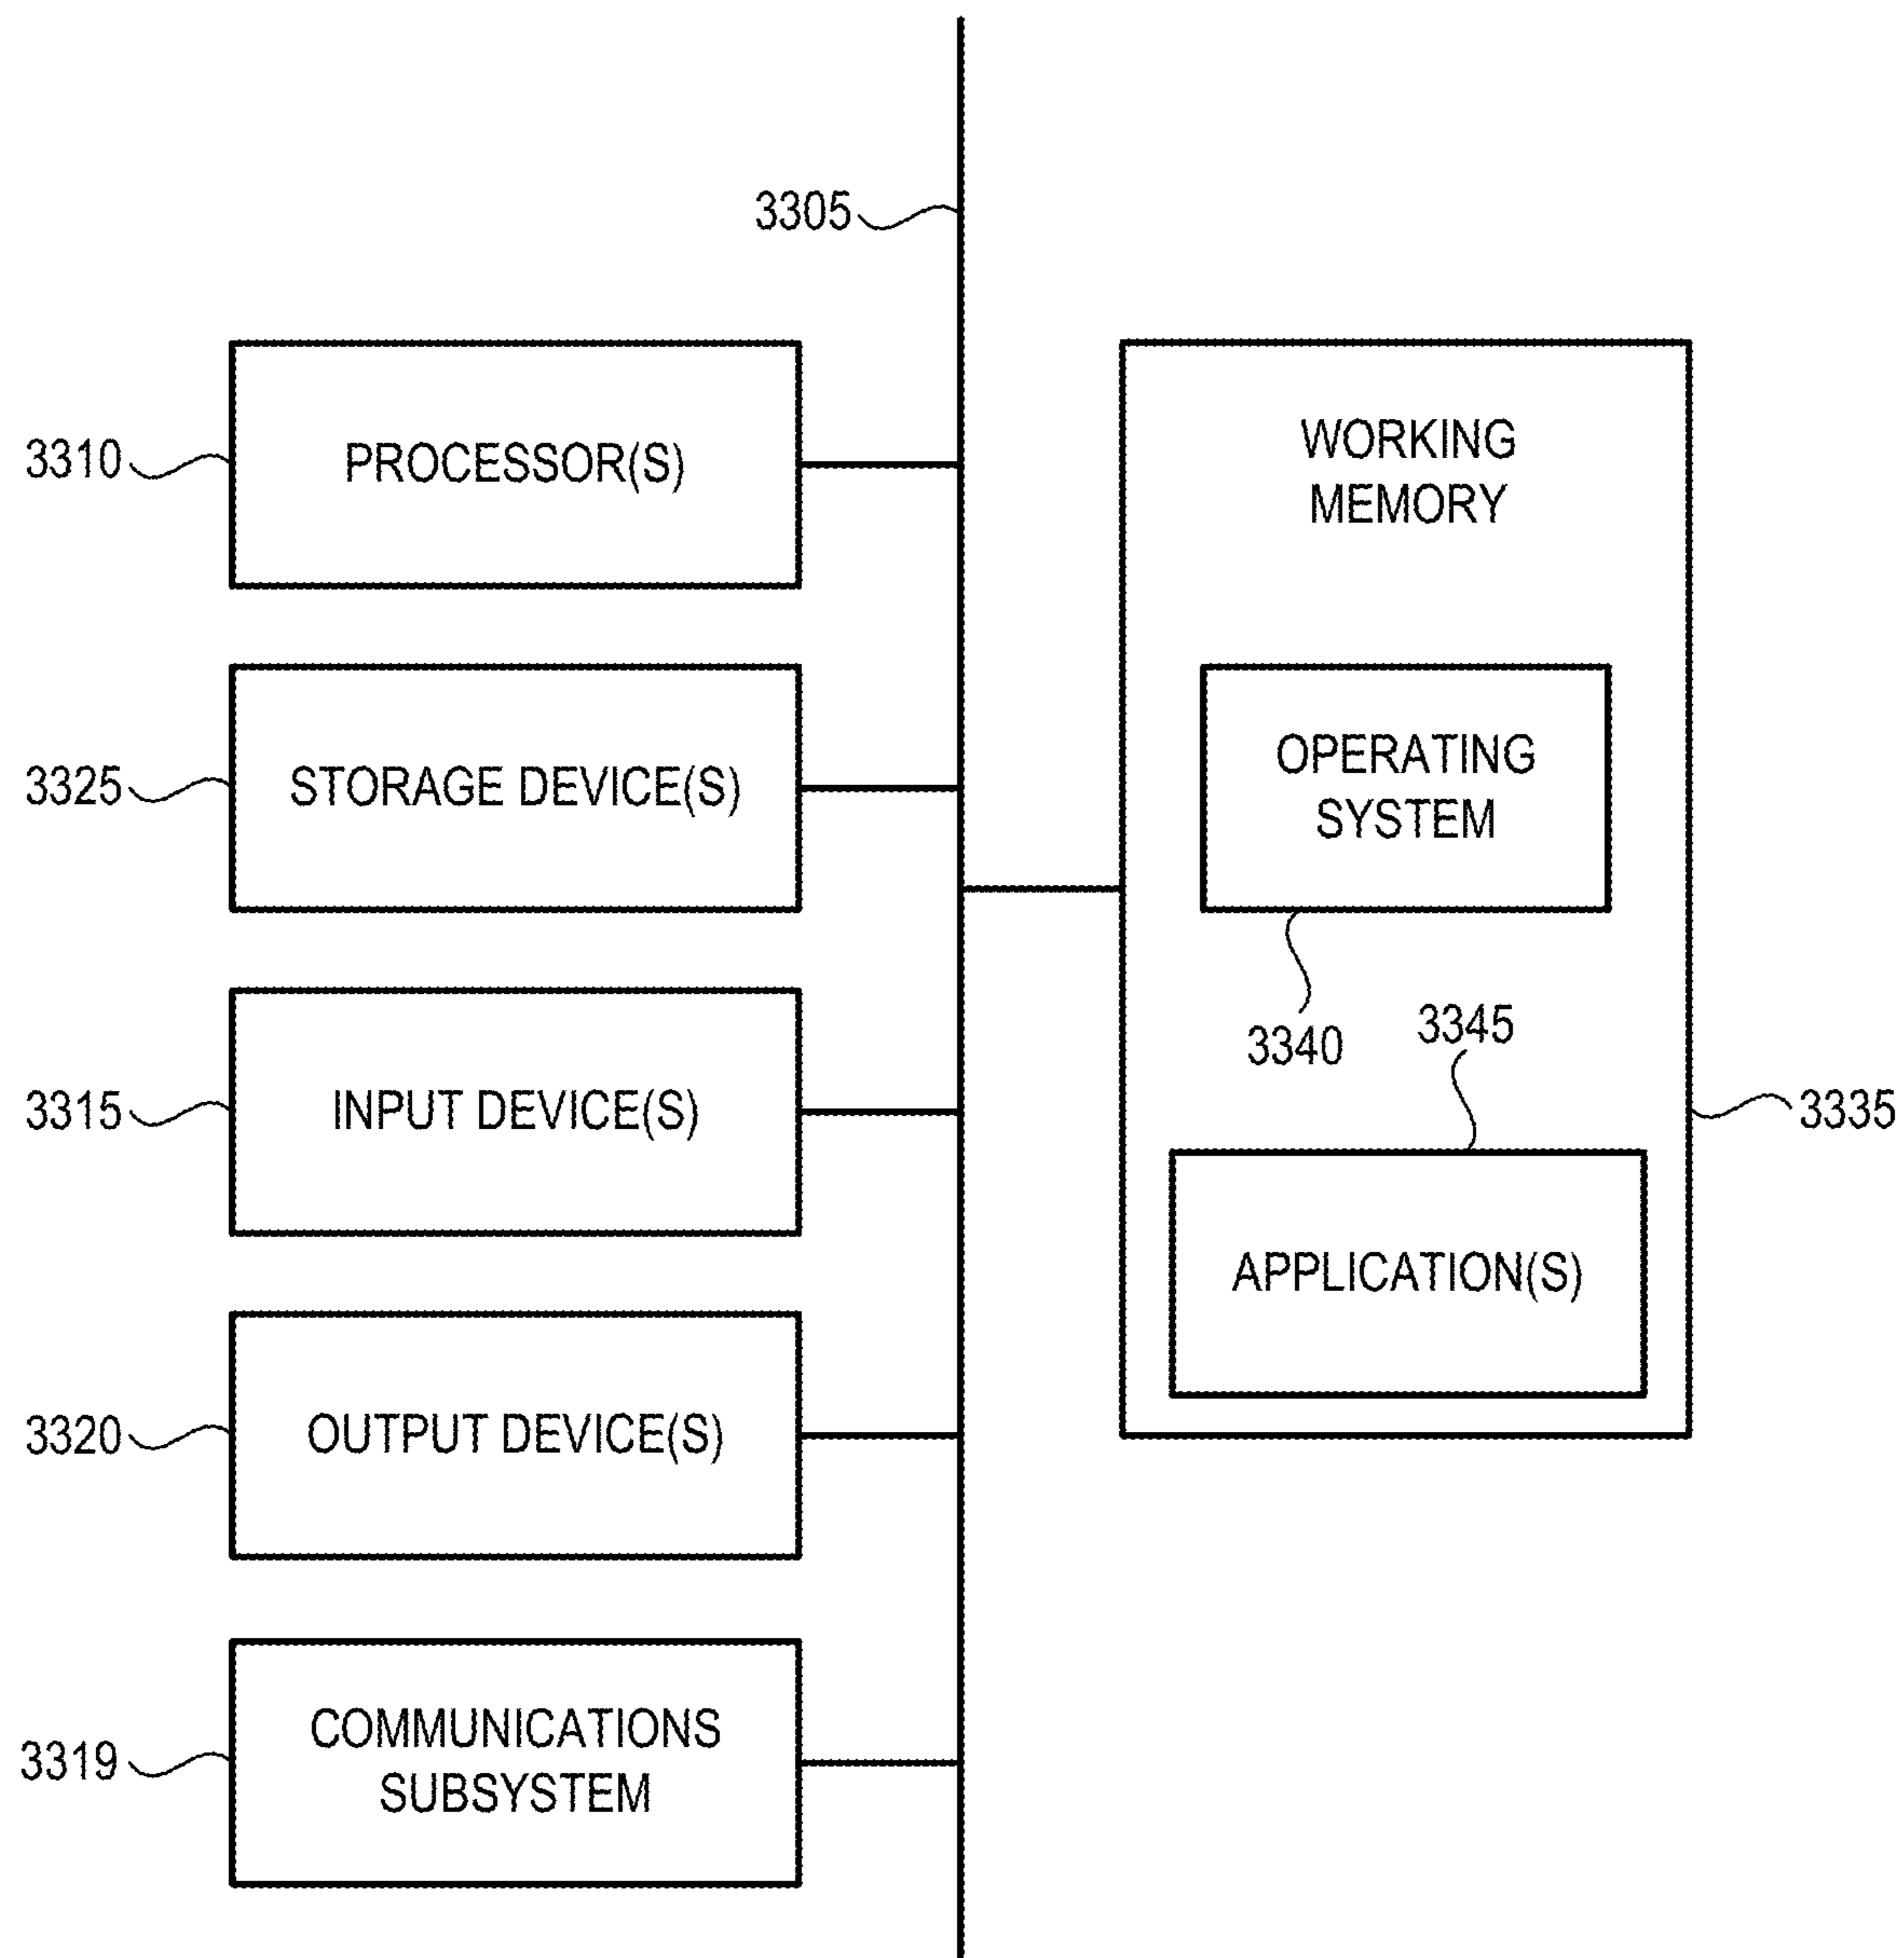 3305
3310
PROCESSOR(S)
3325
STORAGE DEVICE(S)
3315
INPUT DEVICE(S)
3320
OUTPUT DEVICE(S)
3319
COMMUNICATIONS
SUBSYSTEM
WORKING
MEMORY
OPERATING
SYSTEM
3340
3345
3335
APPLICATION(S)